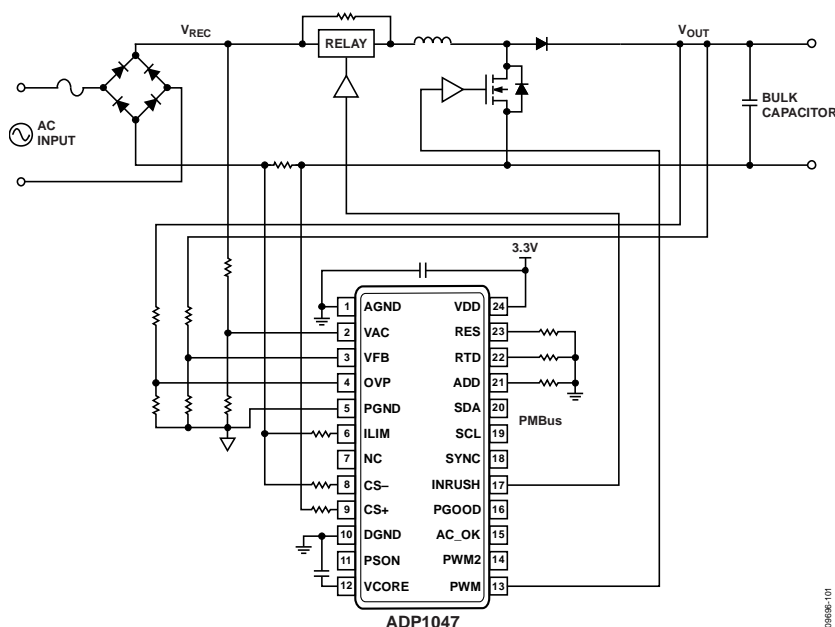 VREC
RELAY
VOUT
AC
INPUT
BULK
CAPACITOR
3.3V
1 AGND VDD 24
2 VAC RES 23
3 VFB RTD 22
4 OVP ADD 21
5 PGND SDA 20
PMBus
6 ILIM SCL 19
7 NC SYNC 18
8 CS– INRUSH 17
9 CS+ PGOOD 16
10 DGND AC_OK 15
11 PSON PWM2 14
12 VCORE PWM 13
ADP1047
09696-101